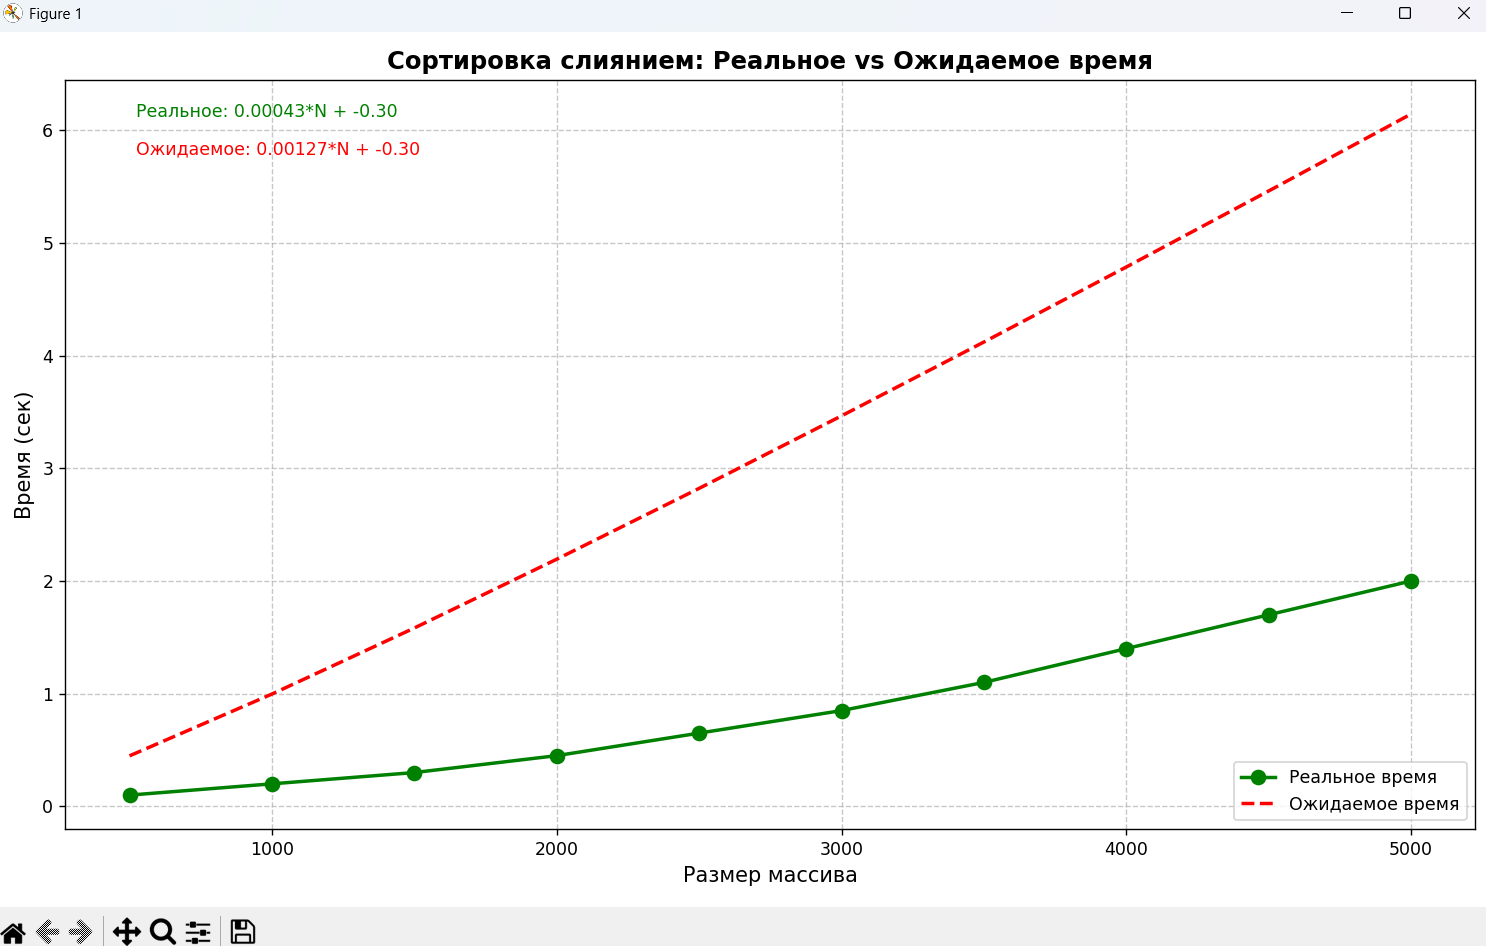 Figure 1
Сортировка слиянием: Реальное vs Ожидаемое время
Реальное: 0.00043*N + -0.30
Ожидаемое: 0.00127*N + -0.30
Время (сек)
6
5
4
3
2
1
0
1000 2000 3000 4000 5000
Размер массива
Реальное время
Ожидаемое время